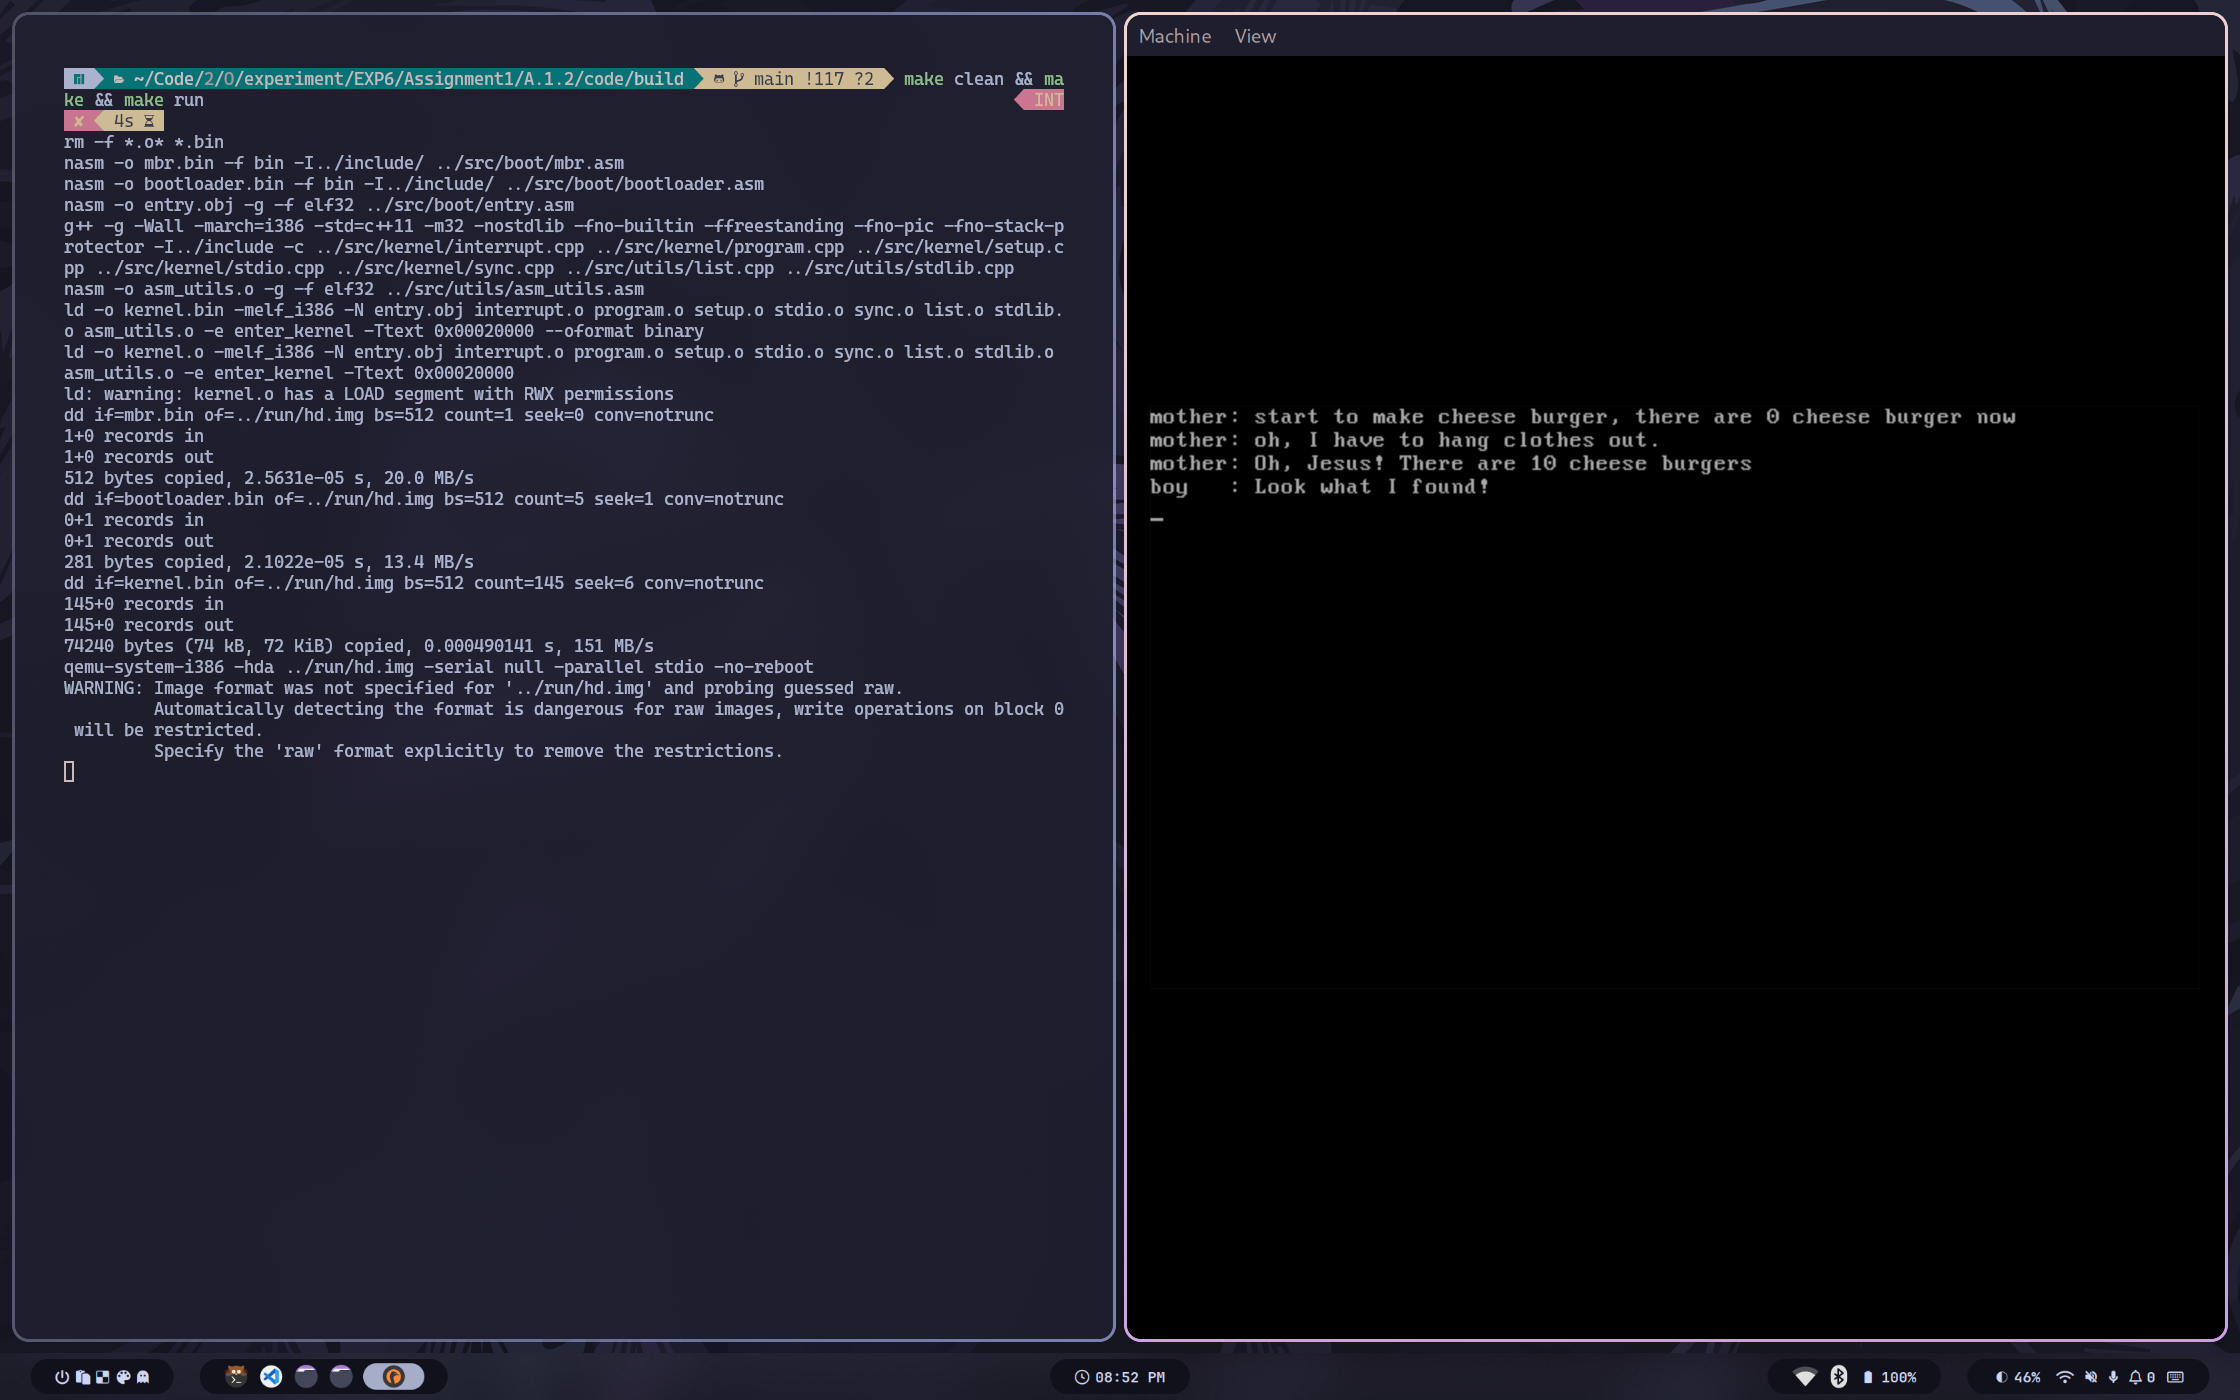 ~/Code/2/O/experiment/EXP6/Assignment1/A.1.2/code/build main !117 ?2 make clean && ma
ke && make run INT
✘ 4s
rm -f *.o* *.bin
nasm -o mbr.bin -f bin -I../include/ ../src/boot/mbr.asm
nasm -o bootloader.bin -f bin -I../include/ ../src/boot/bootloader.asm
nasm -o entry.obj -g -f elf32 ../src/boot/entry.asm
g++ -g -Wall -march=i386 -std=c++11 -m32 -nostdlib -fno-builtin -ffreestanding -fno-pic -fno-stack-p
rotector -I../include -c ../src/kernel/interrupt.cpp ../src/kernel/program.cpp ../src/kernel/setup.c
pp ../src/kernel/stdio.cpp ../src/kernel/sync.cpp ../src/utils/list.cpp ../src/utils/stdlib.cpp
nasm -o asm_utils.o -g -f elf32 ../src/utils/asm_utils.asm
ld -o kernel.bin -melf_i386 -N entry.obj interrupt.o program.o setup.o stdio.o sync.o list.o stdlib.
o asm_utils.o -e enter_kernel -Ttext 0x00020000 --oformat binary
ld -o kernel.o -melf_i386 -N entry.obj interrupt.o program.o setup.o stdio.o sync.o list.o stdlib.o
asm_utils.o -e enter_kernel -Ttext 0x00020000
ld: warning: kernel.o has a LOAD segment with RWX permissions
dd if=mbr.bin of=../run/hd.img bs=512 count=1 seek=0 conv=notrunc
1+0 records in
1+0 records out
512 bytes copied, 2.5631e-05 s, 20.0 MB/s
dd if=bootloader.bin of=../run/hd.img bs=512 count=5 seek=1 conv=notrunc
0+1 records in
0+1 records out
281 bytes copied, 2.1022e-05 s, 13.4 MB/s
dd if=kernel.bin of=../run/hd.img bs=512 count=145 seek=6 conv=notrunc
145+0 records in
145+0 records out
74240 bytes (74 kB, 72 KiB) copied, 0.000490141 s, 151 MB/s
qemu-system-i386 -hda ../run/hd.img -serial null -parallel stdio -no-reboot
WARNING: Image format was not specified for '../run/hd.img' and probing guessed raw.
Automatically detecting the format is dangerous for raw images, write operations on block 0
will be restricted.
Specify the 'raw' format explicitly to remove the restrictions.
Machine View
mother: start to make cheese burger, there are 0 cheese burger now
mother: oh, I have to hang clothes out.
mother: Oh, Jesus! There are 10 cheese burgers
boy : Look what I found!
08:52 PM
100%
46%
0